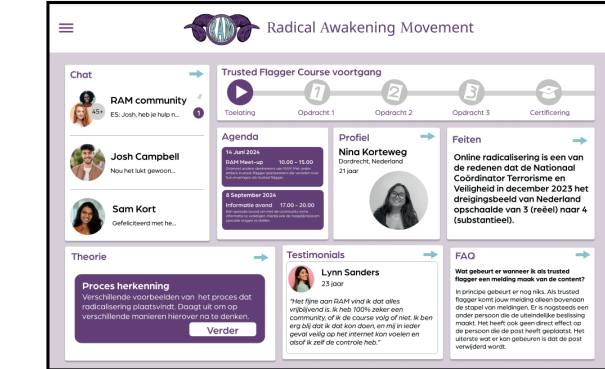 RAM
Radical Awakening Movement
Chat
RAM community
45+
ES: Josh, heb je hulp n...
1
Josh Campbell
Nou het lukt gewoon...
Sam Kort
Gefeliciteerd met he...
Trusted Flagger Course voortgang
1
2
3
Toelating
Opdracht 1
Opdracht 2
Opdracht 3
Certificering
Agenda
14 Juni 2024
RAM Meet-up 10.00 - 15.00
8 September 2024
Informatie avond 17.00 - 20.00
Profiel
Nina Korteweg
Dordrecht, Nederland
21 jaar
Feiten
Online radicalisering is een van
de redenen dat de Nationaal
Coördinator Terrorisme en
Veiligheid in december 2023 het
dreigingsbeeld van Nederland
opschaalde van 3 (reëel) naar 4
(substantieel).
Theorie
Proces herkenning
Verschillende voorbeelden van het proces dat
radicalisering plaatsvindt. Daagt uit om op
verschillende manieren hierover na te denken.
Verder
Testimonials
Lynn Sanders
23 jaar
"Het fijne aan RAM vind ik dat alles
vrijblijvend is. Ik heb 100% zeker een
community, of ik de course volg of niet. Ik ben
erg blij dat ik dat kan doen, en mij in ieder
geval veilig op het internet kan voelen en
alsof ik zelf de controle heb."
FAQ
Wat gebeurt er wanneer ik als trusted
flagger een melding maak van de content?
In principe gebeurt er nog niks. Als trusted
flagger komt jouw melding alleen bovenaan
de stapel van meldingen. Er is nogsteeds een
ander persoon die de uiteindelijke beslissing
maakt. Het heeft ook geen direct effect op
de persoon die de post heeft geplaatst. Het
uiterste wat er kan gebeuren is dat de post
verwijderd wordt.